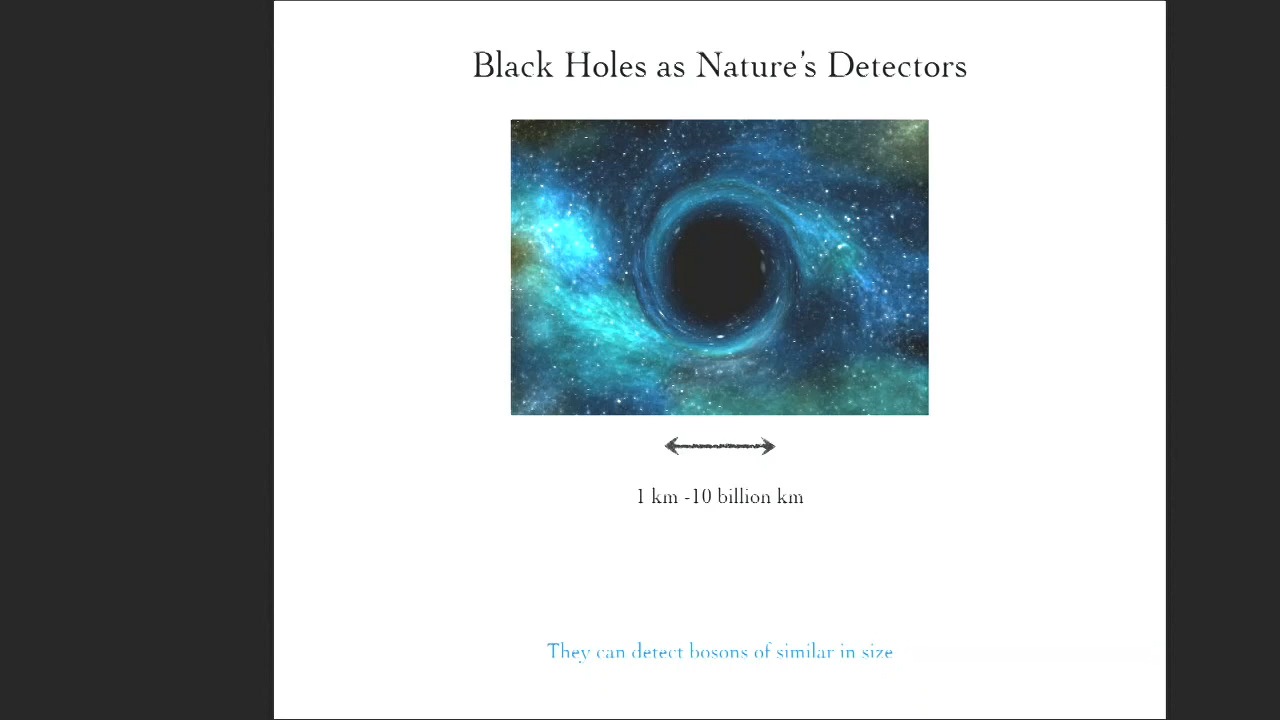 Black Holes as Nature's Detectors
1 km -10 billion km
They can detect bosons of similar in size